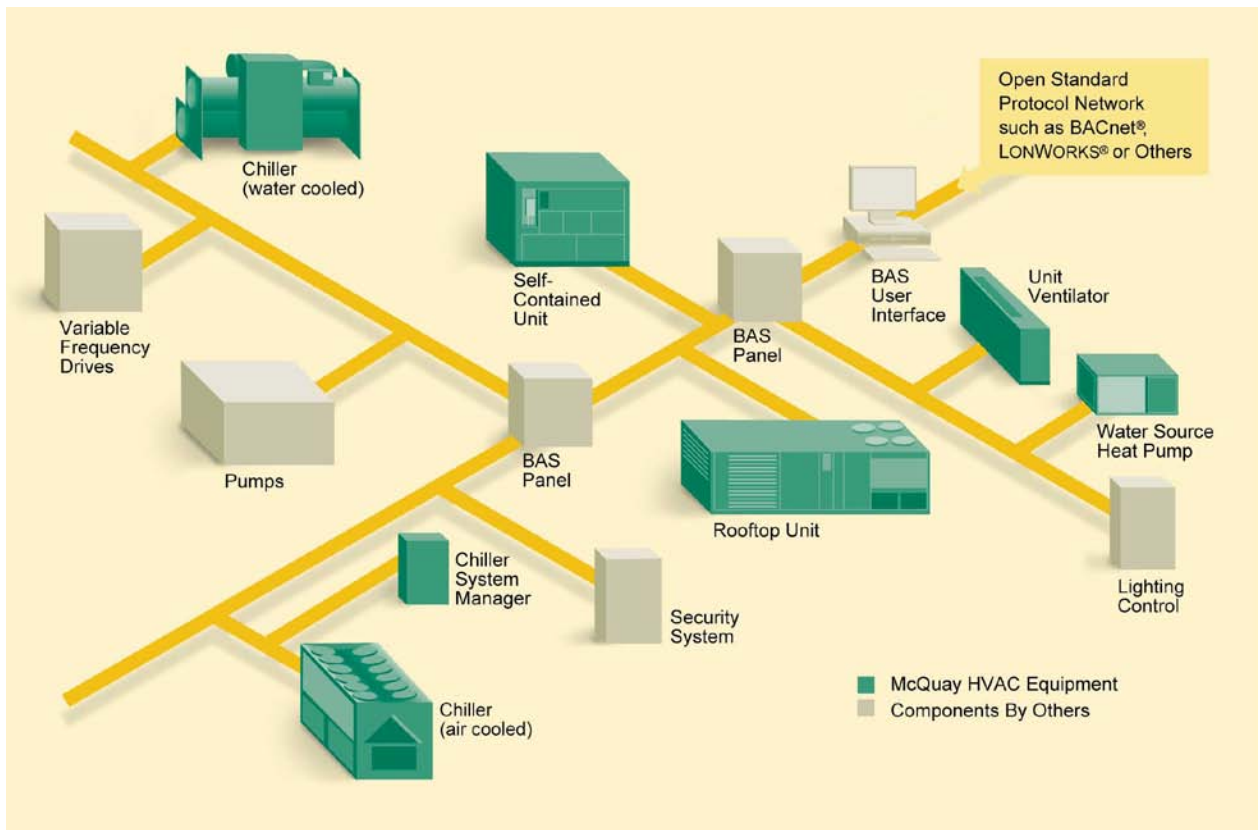 Open Standard
Protocol Network
such as BACnet®,
LONWORKS® or Others
Chiller
(water cooled)
Self-
Contained
Unit
BAS
User
Interface
Unit
Ventilator
Variable
Frequency
Drives
BAS
Panel
Water Source
Heat Pump
Pumps
BAS
Panel
Rooftop Unit
Chiller
System
Manager
Security
System
Lighting
Control
Chiller
(air cooled)
McQuay HVAC Equipment
Components By Others